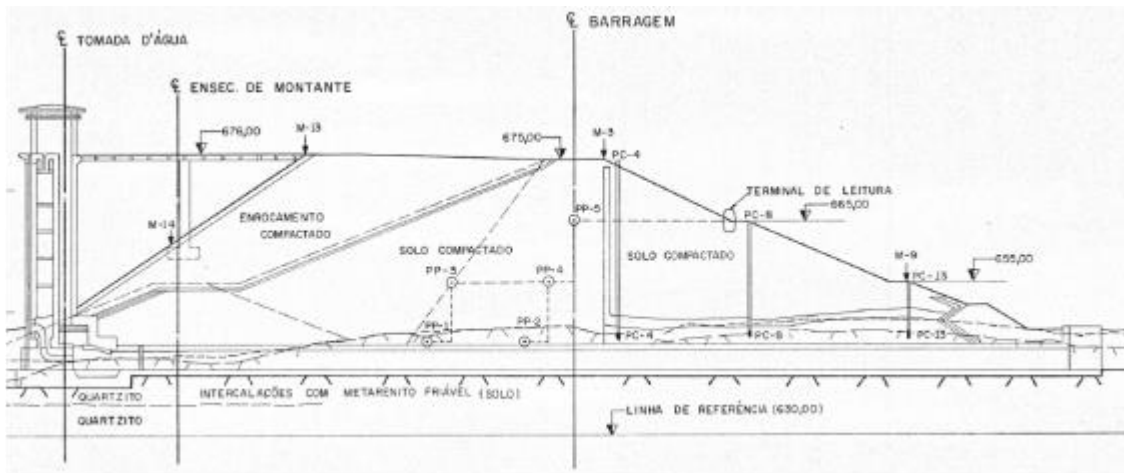 ℄ BARRAGEM
℄ TOMADA D'ÁGUA
℄ ENSEC. DE MONTANTE
676,00
M-13
675,00
M-3
PC-4
TERMINAL DE LEITURA
PP-5
PC-8
665,00
M-14
ENROCAMENTO
COMPACTADO
SOLO COMPACTADO
SOLO COMPACTADO
PP-3
PP-4
M-9
655,00
PC-13
PP-1
PP-2
PC-4
PC-8
PC-13
QUARTZITO
INTERCALAÇÕES COM METARENITO FRIÁVEL (SOLO)
LINHA DE REFERÊNCIA (630,00)
QUARTZITO